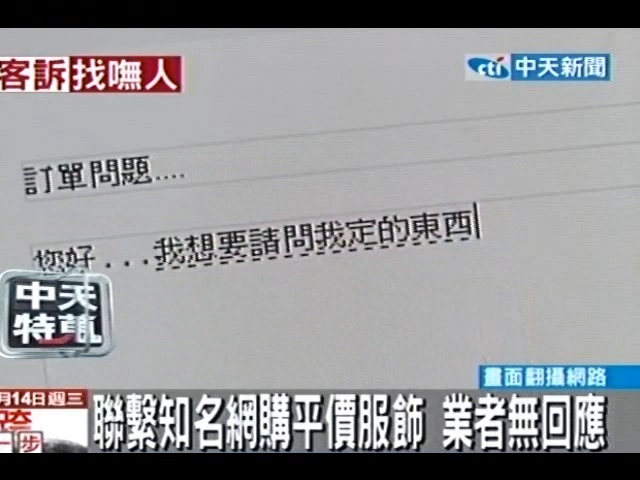 客訴找嘸人
cti 中天新聞
訂單問題....
您好...我想要請問我定的東西
中天
特蒐
畫面翻攝網路
月14日週三
聯繫知名網購平價服飾 業者無回應
步